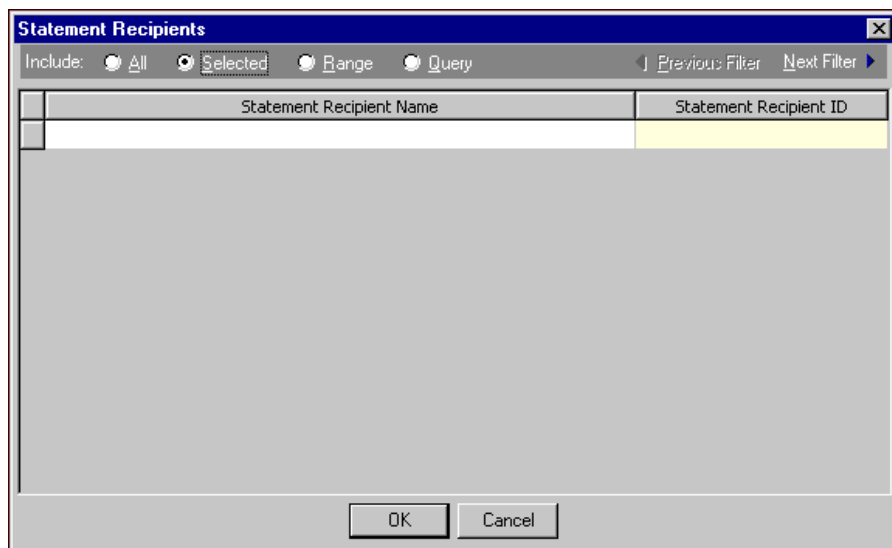 Statement Recipients
Include: All Selected Range Query Previous Filter Next Filter
Statement Recipient Name Statement Recipient ID
OK Cancel